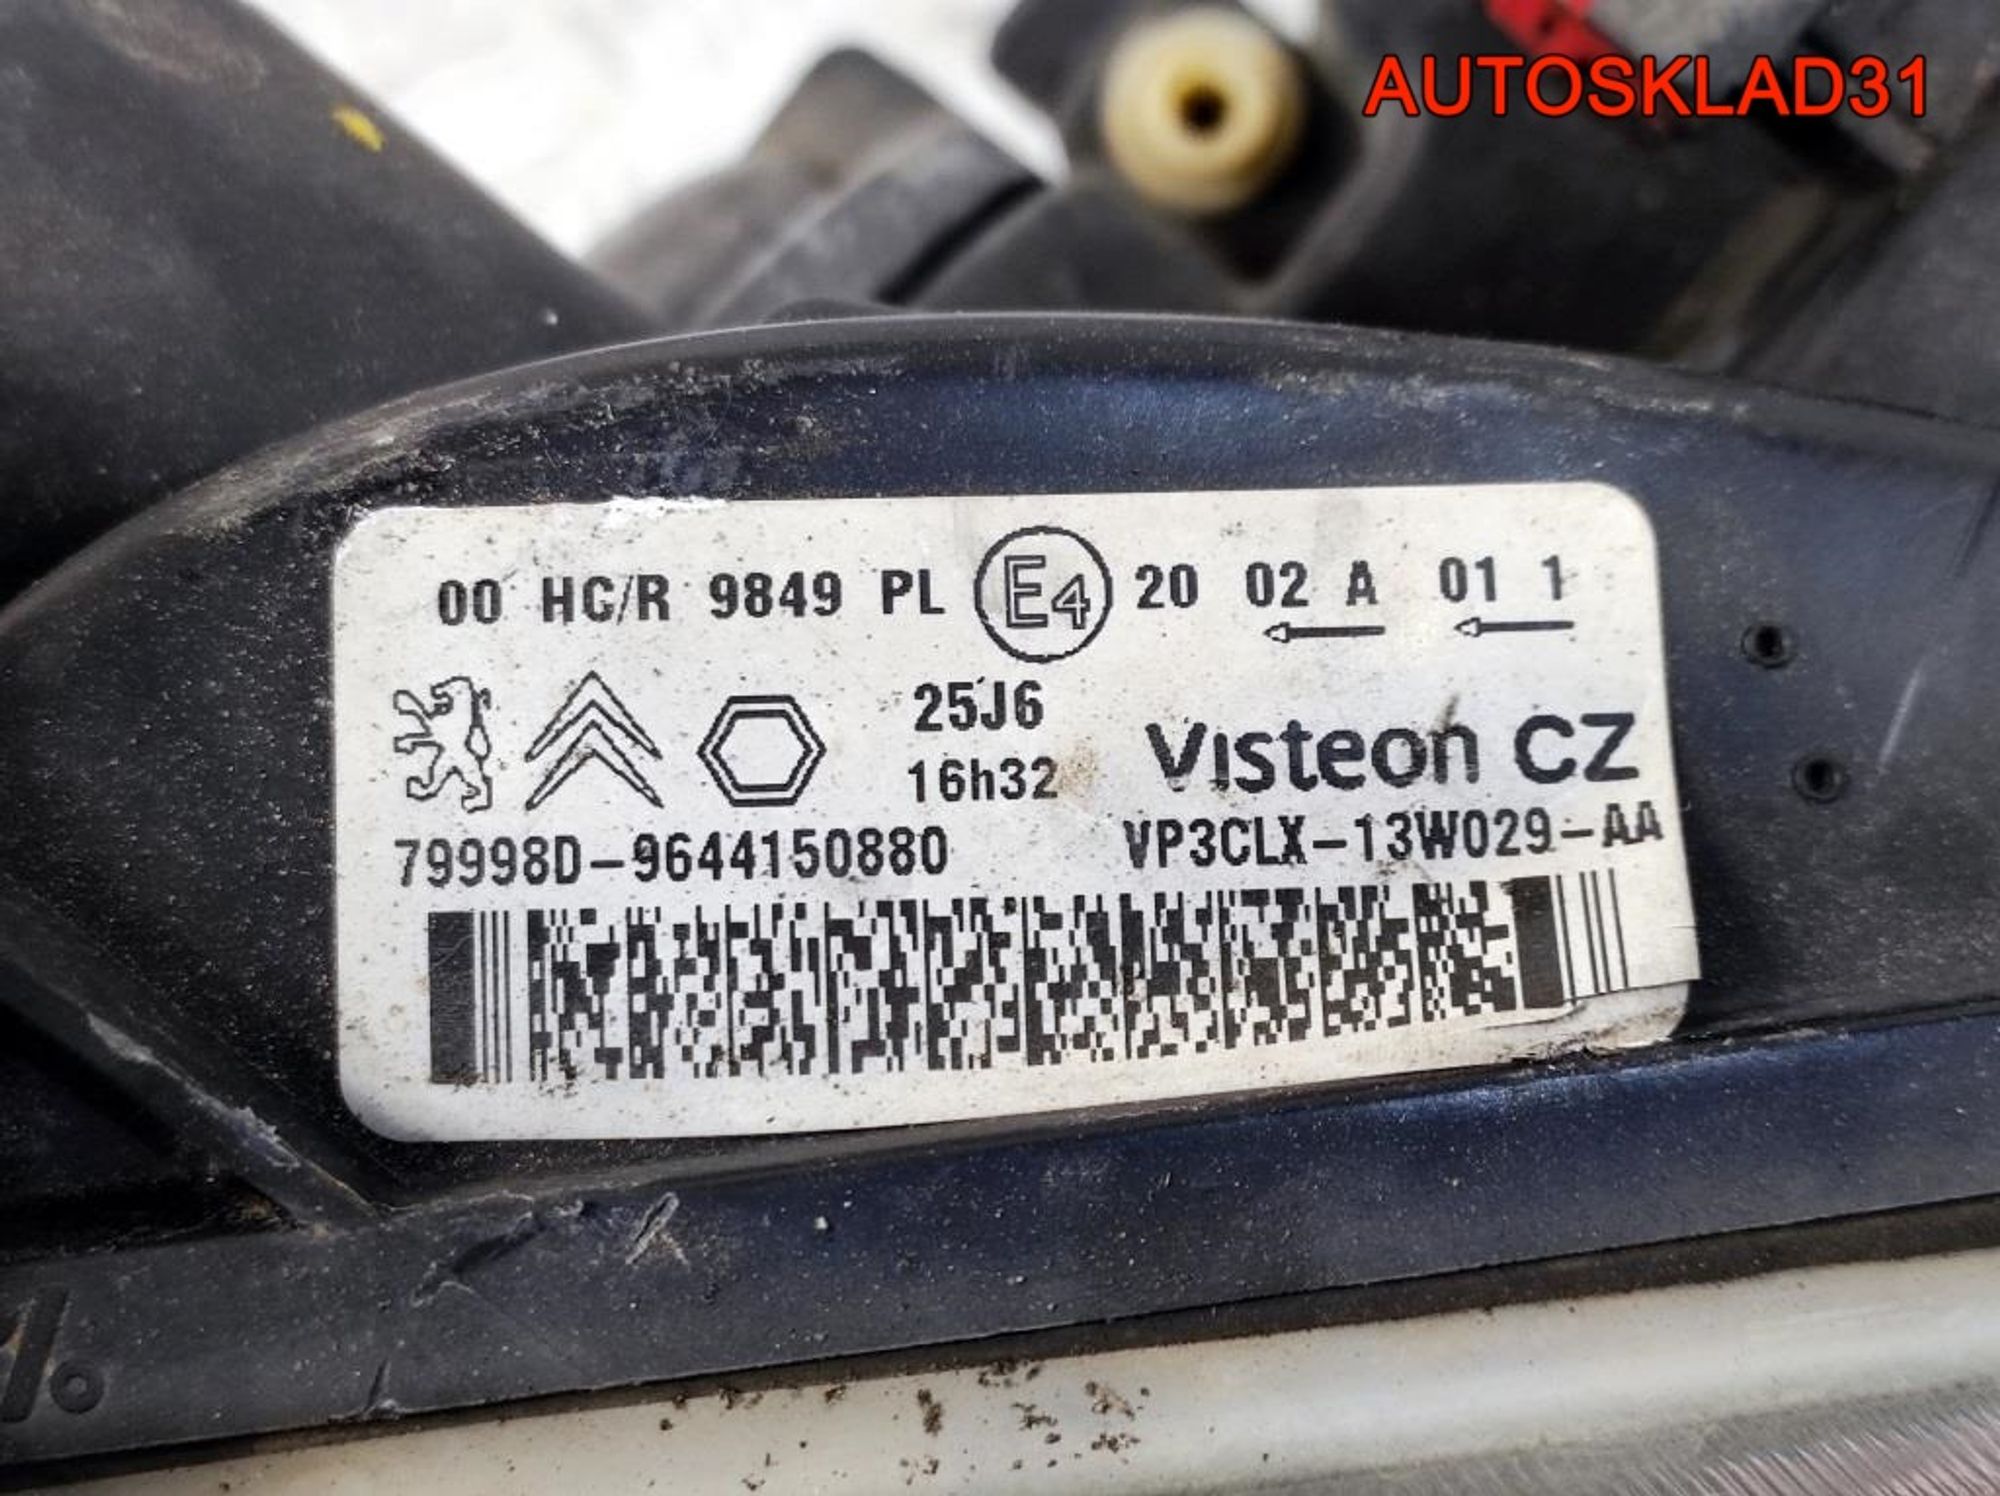 AUTOSKLAD31
00 HC/R 9849 PL E4 20 02 A 01 1
25J6
16h32
Visteon CZ
79998D-9644150880 VP3CLX-13W029-AA